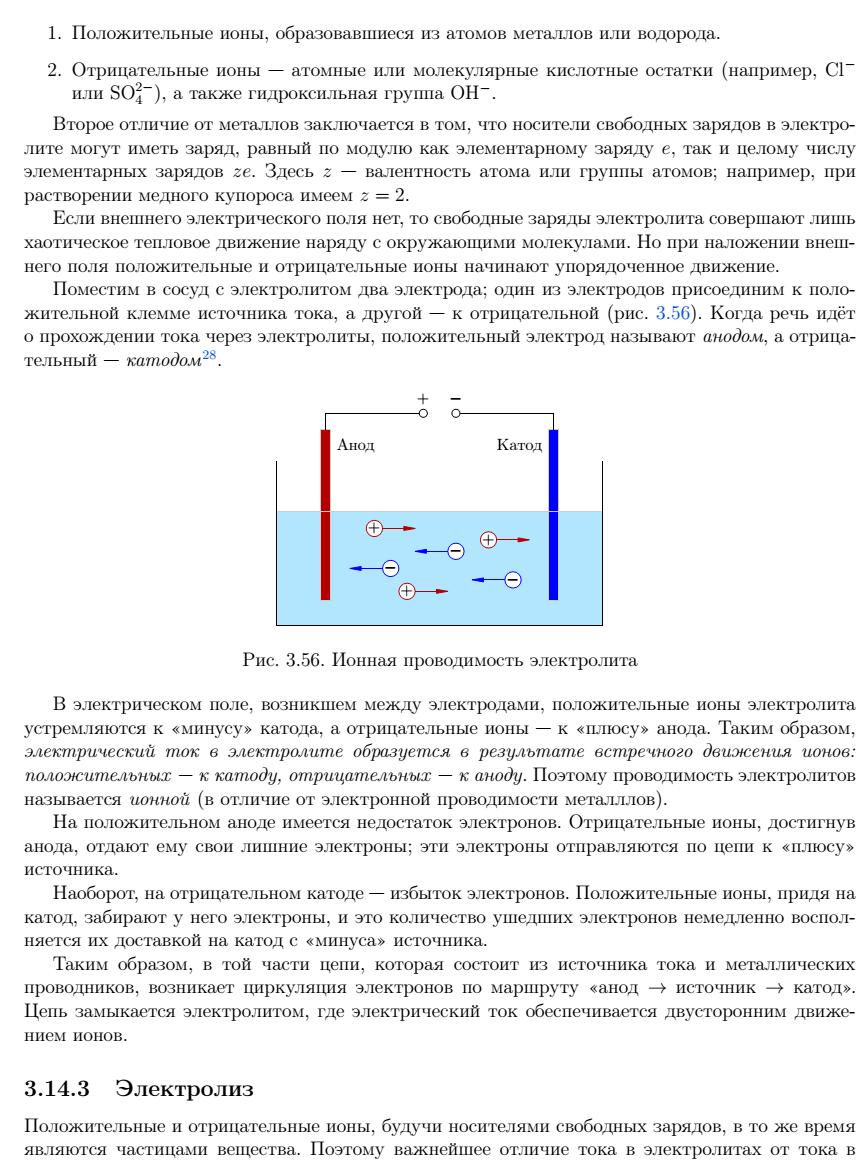 1. Положительные ионы, образовавшиеся из атомов металлов или водорода.
2. Отрицательные ионы — атомные или молекулярные кислотные остатки (например, Cl⁻
или SO₄²⁻), а также гидроксильная группа OH⁻.
Второе отличие от металлов заключается в том, что носители свободных зарядов в электро-
лите могут иметь заряд, равный по модулю как элементарному заряду e, так и целому числу
элементарных зарядов ze. Здесь z — валентность атома или группы атомов; например, при
растворении медного купороса имеем z = 2.
Если внешнего электрического поля нет, то свободные заряды электролита совершают лишь
хаотическое тепловое движение наряду с окружающими молекулами. Но при наложении внеш-
него поля положительные и отрицательные ионы начинают упорядоченное движение.
Поместим в сосуд с электролитом два электрода; один из электродов присоединим к поло-
жительной клемме источника тока, а другой — к отрицательной (рис. 3.56). Когда речь идёт
о прохождении тока через электролиты, положительный электрод называют анодом, а отрица-
тельный — катодом²⁸.
+ −
Анод Катод
+
+
−
−
−
+
Рис. 3.56. Ионная проводимость электролита
В электрическом поле, возникшем между электродами, положительные ионы электролита
устремляются к «минусу» катода, а отрицательные ионы — к «плюсу» анода. Таким образом,
электрический ток в электролите образуется в результате встречного движения ионов:
положительных — к катоду, отрицательных — к аноду. Поэтому проводимость электролитов
называется ионной (в отличие от электронной проводимости металллов).
На положительном аноде имеется недостаток электронов. Отрицательные ионы, достигнув
анода, отдают ему свои лишние электроны; эти электроны отправляются по цепи к «плюсу»
источника.
Наоборот, на отрицательном катоде — избыток электронов. Положительные ионы, придя на
катод, забирают у него электроны, и это количество ушедших электронов немедленно воспол-
няется их доставкой на катод с «минуса» источника.
Таким образом, в той части цепи, которая состоит из источника тока и металлических
проводников, возникает циркуляция электронов по маршруту «анод → источник → катод».
Цепь замыкается электролитом, где электрический ток обеспечивается двусторонним движе-
нием ионов.
3.14.3 Электролиз
Положительные и отрицательные ионы, будучи носителями свободных зарядов, в то же время
являются частицами вещества. Поэтому важнейшее отличие тока в электролитах от тока в